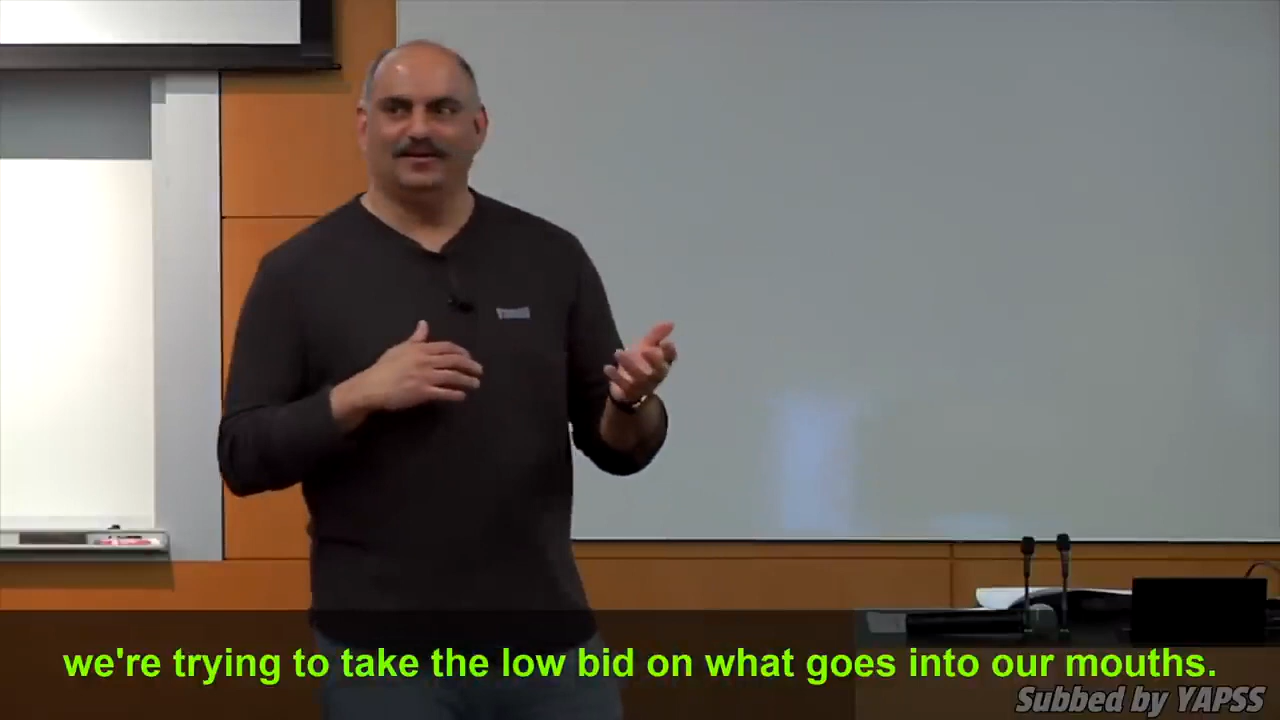 we're trying to take the low bid on what goes into our mouths.
Subbed by YAPSS